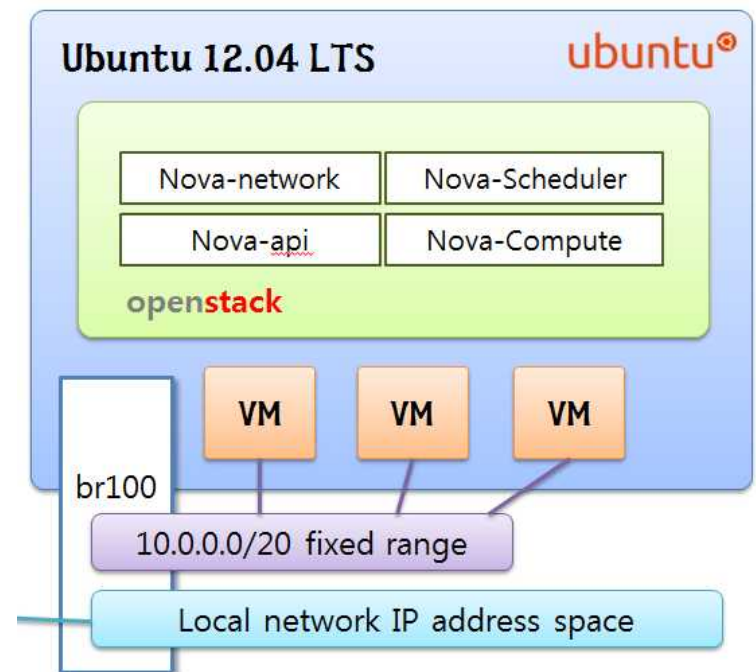 Ubuntu 12.04 LTS
ubuntu
Nova-network
Nova-Scheduler
Nova-api
Nova-Compute
openstack
VM
VM
VM
br100
10.0.0.0/20 fixed range
Local network IP address space